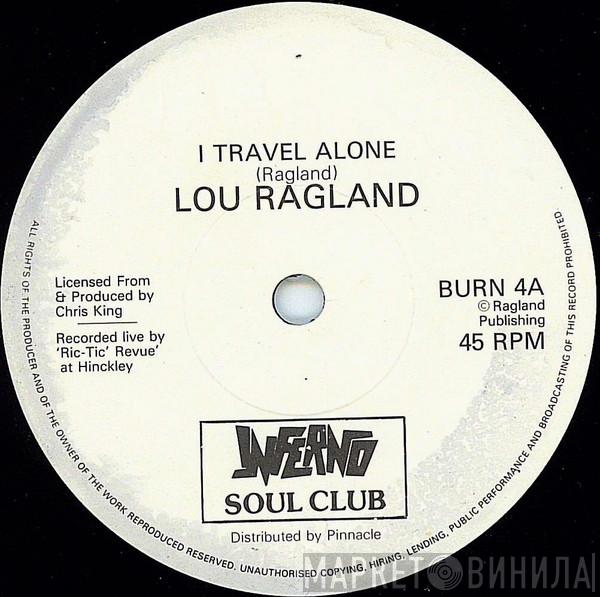 I TRAVEL ALONE
(Ragland)
LOU RAGLAND
Licensed From
& Produced by
Chris King
Recorded live by
'Ric-Tic' Revue'
at Hinckley
BURN 4A
© Ragland
Publishing
45 RPM
INFERNO
SOUL CLUB
Distributed by Pinnacle
ALL RIGHTS OF THE PRODUCER AND OF THE OWNER OF THE WORK REPRODUCED RESERVED. UNAUTHORISED COPYING, HIRING, LENDING, PUBLIC PERFORMANCE AND BROADCASTING OF THIS RECORD PROHIBITED.
МАРКЕТ ВИНИЛА